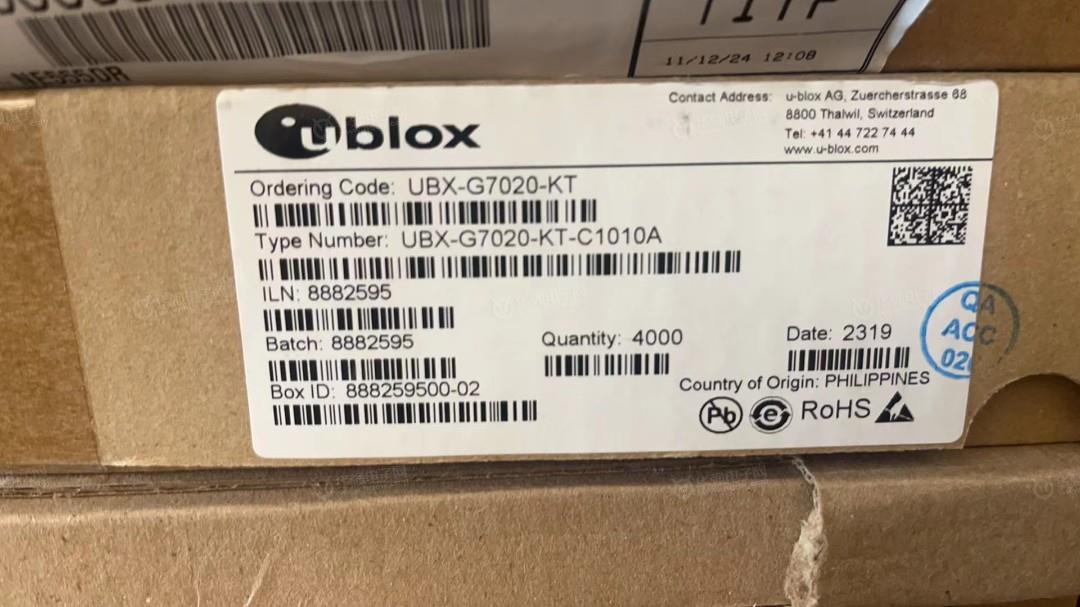 11/12/24 12:08
ublox
Contact Address: u-blox AG, Zuercherstrasse 68
8800 Thalwil, Switzerland
Tel: +41 44 722 74 44
www.u-blox.com
Ordering Code: UBX-G7020-KT
Type Number: UBX-G7020-KT-C1010A
ILN: 8882595
Batch: 8882595
Quantity: 4000
Date: 2319
Box ID: 888259500-02
Country of Origin: PHILIPPINES
Pb
e
RoHS
QA
ACC